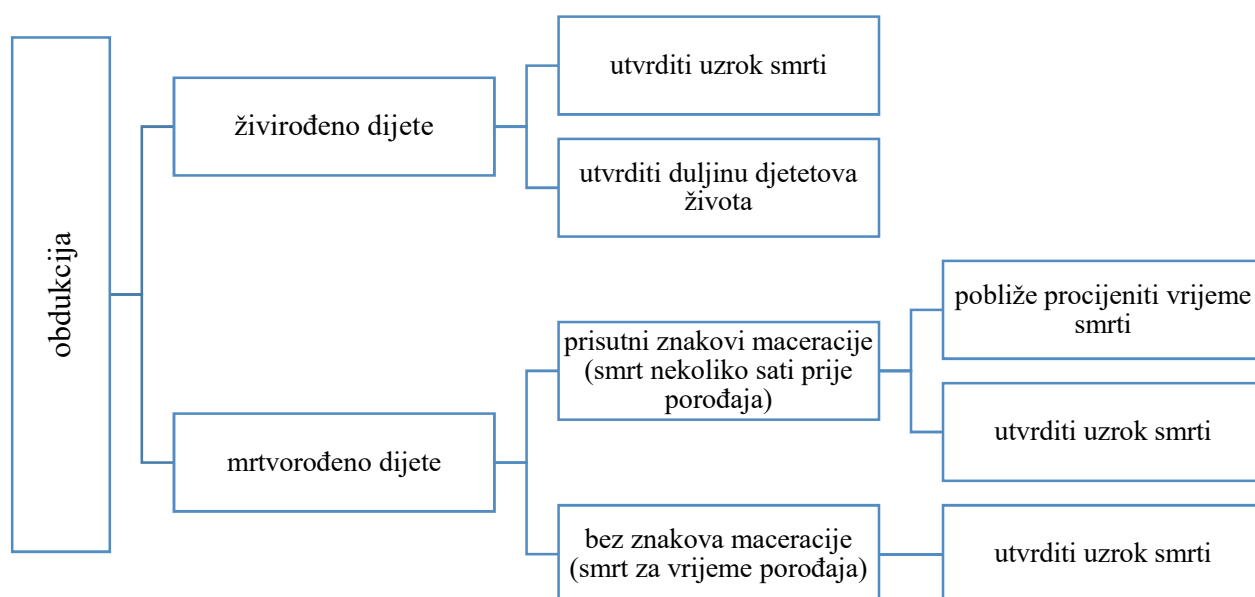 obdukcija
živirođeno dijete
utvrditi uzrok smrti
utvrditi duljinu djetetova
života
mrtvorođeno dijete
prisutni znakovi maceracije
(smrt nekoliko sati prije
porođaja)
pobliže procijeniti vrijeme
smrti
utvrditi uzrok smrti
bez znakova maceracije
(smrt za vrijeme porođaja)
utvrditi uzrok smrti